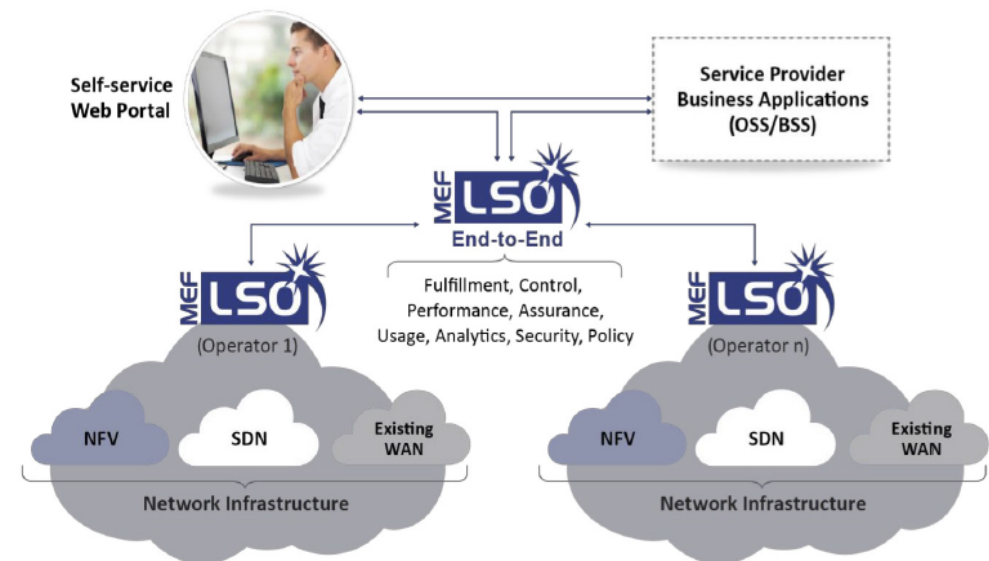 Self-service
Web Portal
Service Provider
Business Applications
(OSS/BSS)
MEF
LSO
End-to-End
Fulfillment, Control,
Performance, Assurance,
Usage, Analytics, Security, Policy
MEF
LSO
(Operator 1)
NFV
SDN
Existing
WAN
Network Infrastructure
MEF
LSO
(Operator n)
NFV
SDN
Existing
WAN
Network Infrastructure